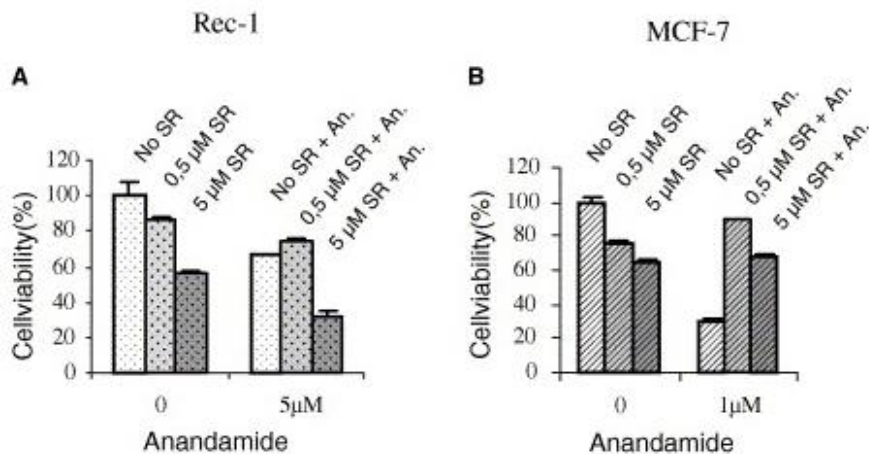 Rec-1
MCF-7
A
No SR
0,5 µM SR
5 µM SR
No SR + An.
0,5 µM SR + An.
5 µM SR + An.
120
100
80
60
40
20
0
Cellviability(%)
0
5µM
Anandamide
B
No SR
0,5 µM SR
5 µM SR
No SR + An.
0,5 µM SR + An.
5 µM SR + An.
120
100
80
60
40
20
0
Cellviability(%)
0
1µM
Anandamide